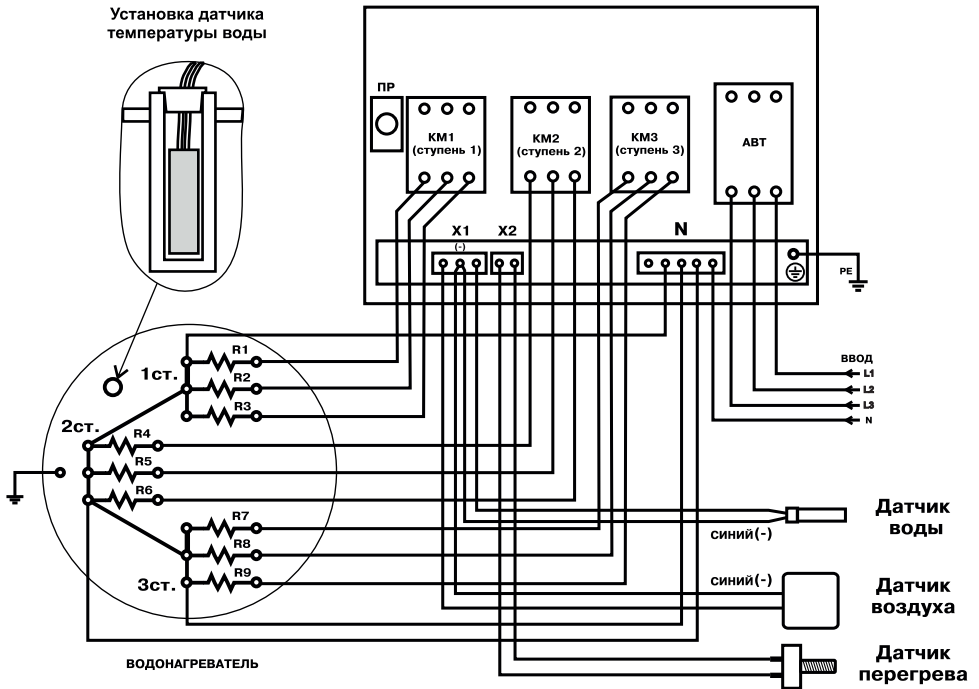 Установка датчика
температуры воды
ПР
КМ1
(ступень 1)
КМ2
(ступень 2)
КМ3
(ступень 3)
АВТ
X1
(-)
X2
N
PE
ВВОД
L1
L2
L3
N
1ст.
R1
R2
R3
2ст.
R4
R5
R6
R7
R8
R9
3ст.
ВОДОНАГРЕВАТЕЛЬ
синий(-)
Датчик
воды
синий(-)
Датчик
воздуха
Датчик
перегрева